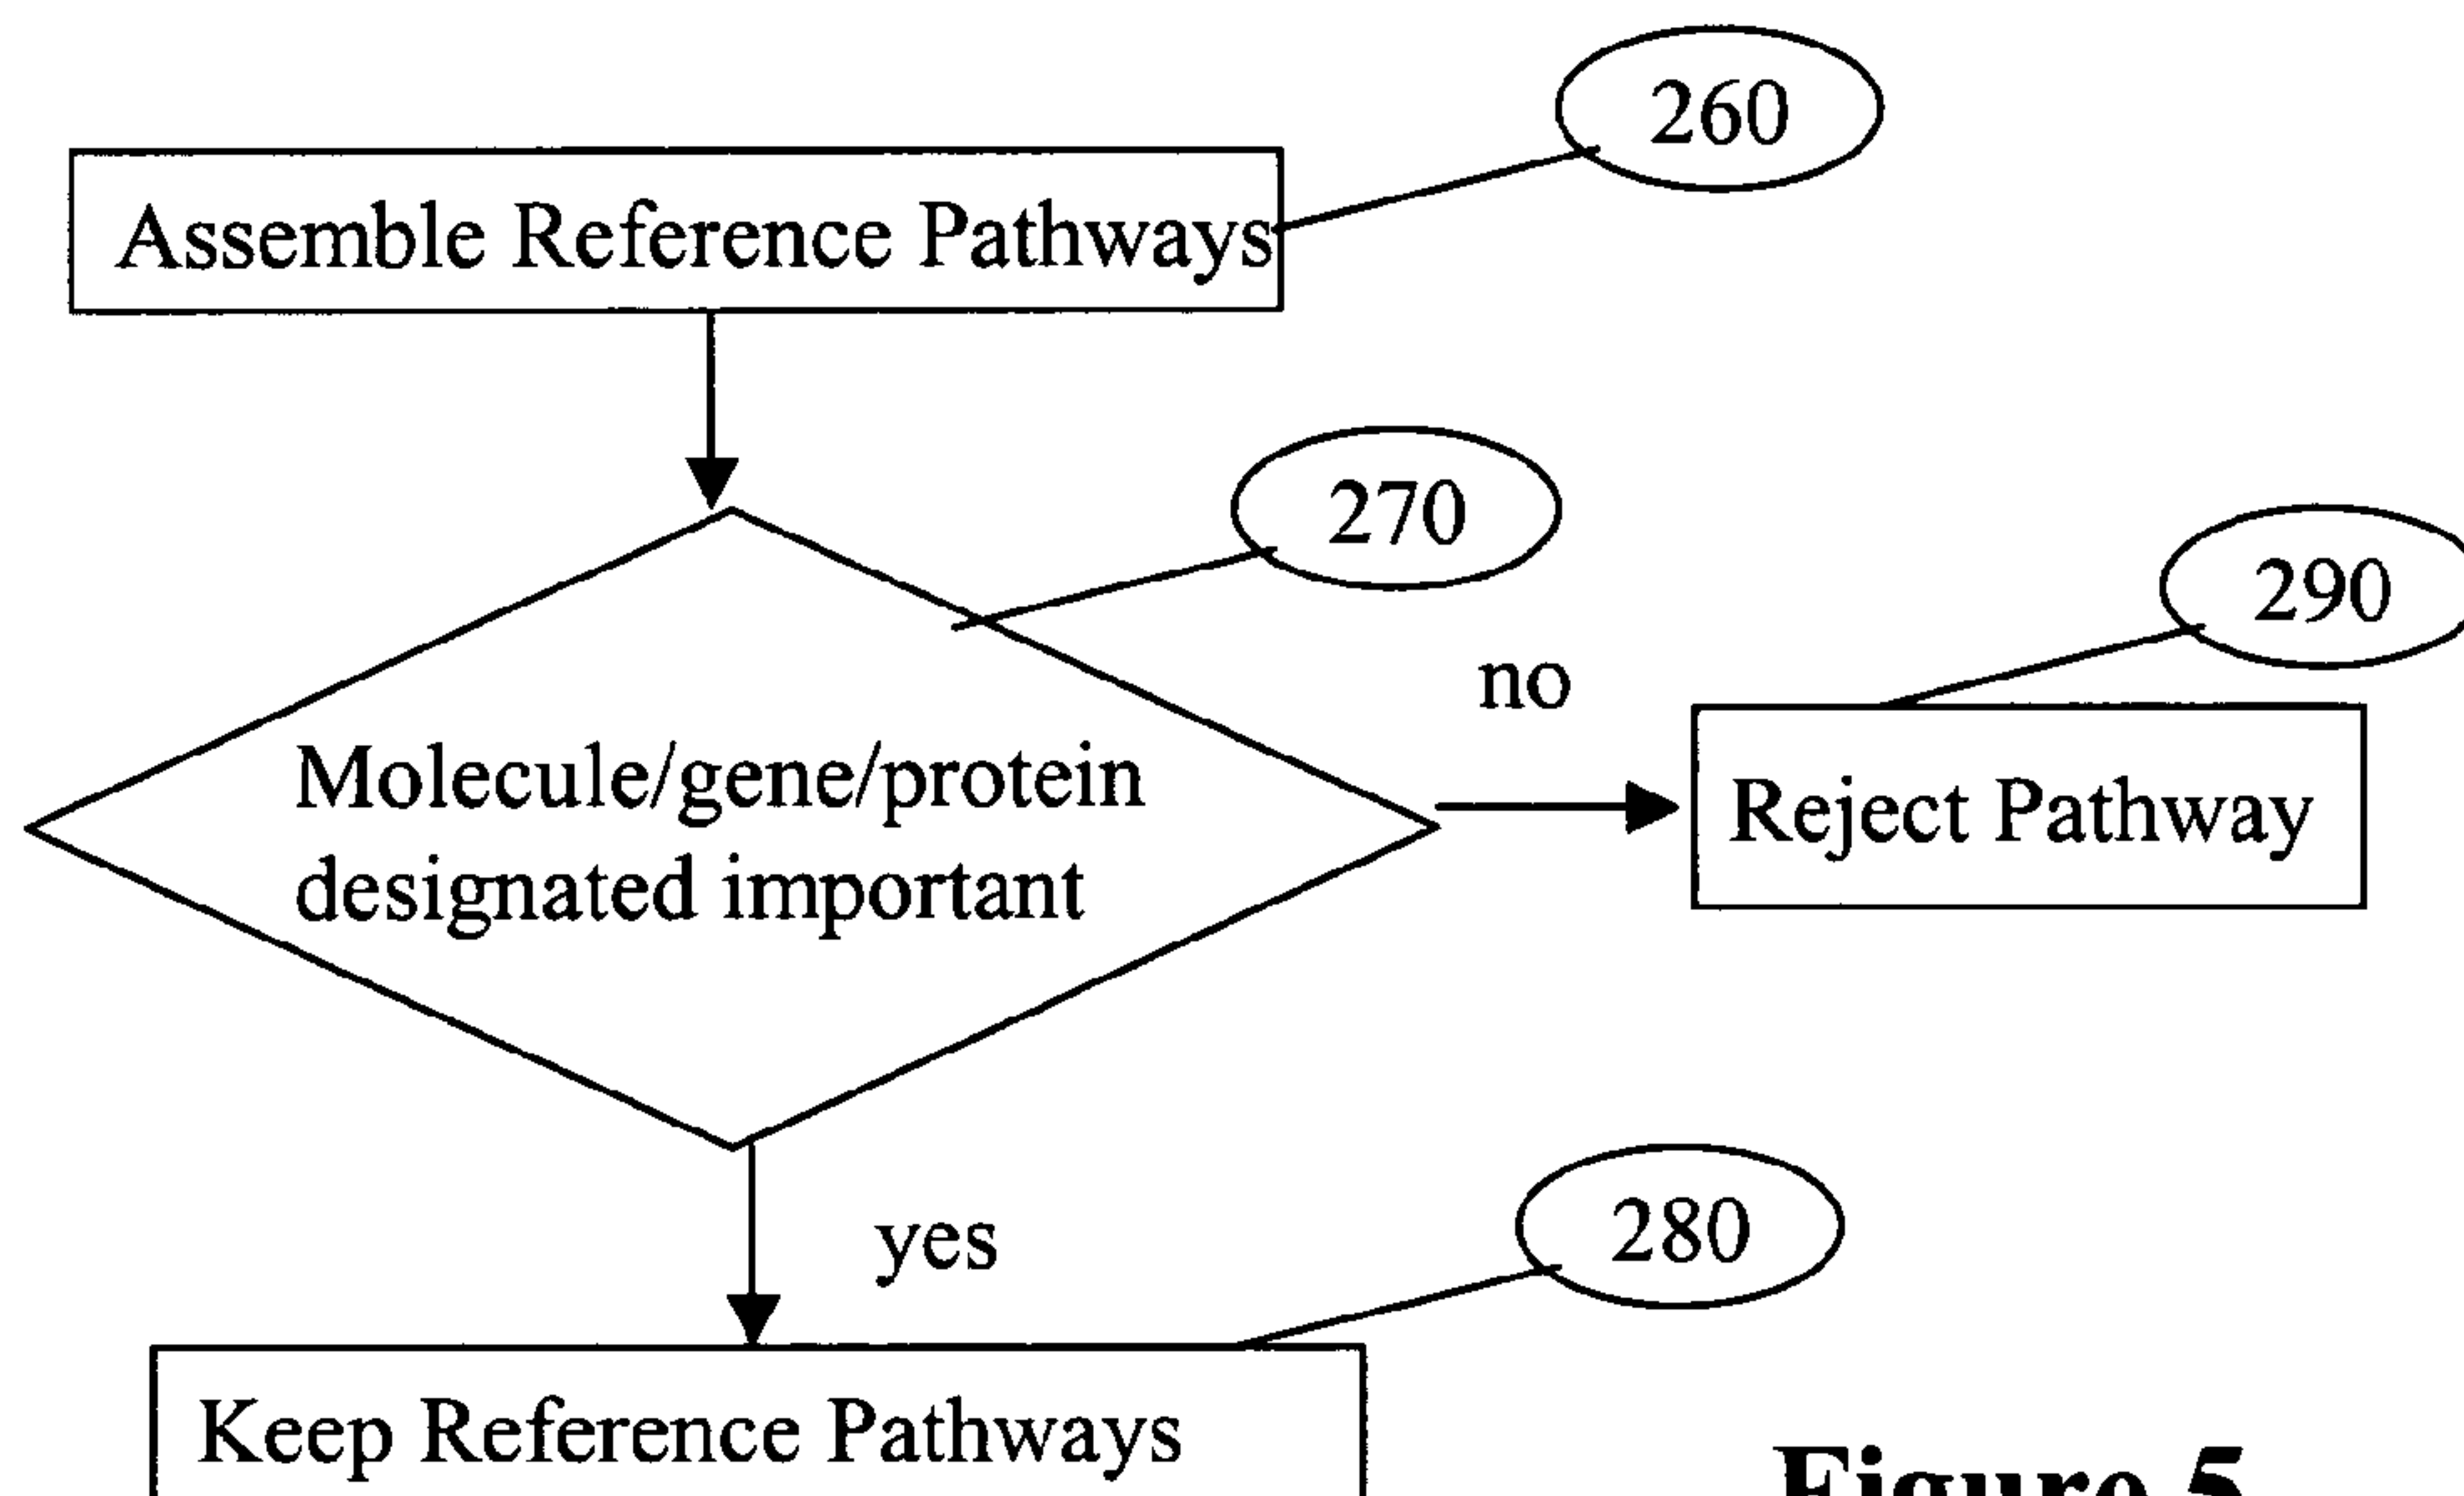 260
Assemble Reference Pathways
270
290
no
Molecule/gene/protein
designated important
Reject Pathway
280
yes
Keep Reference Pathways
Figure 5